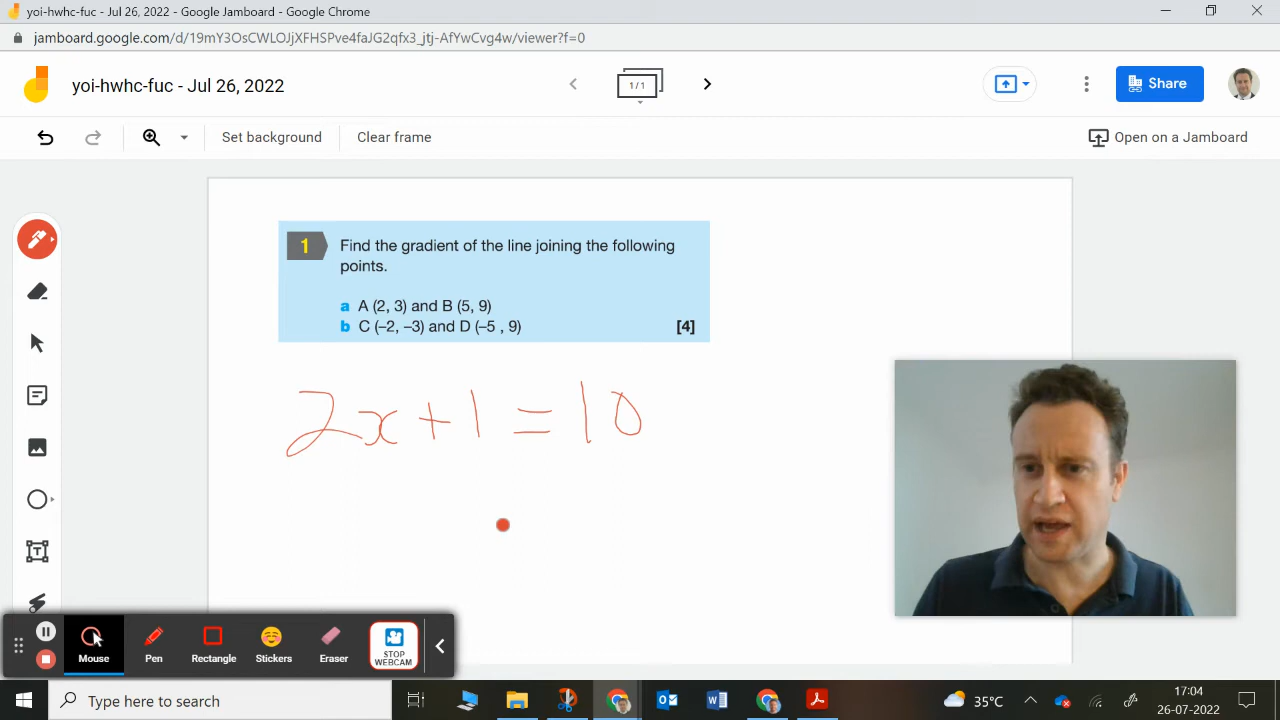 yoi-hwhc-fuc - Jul 26, 2022 - Google Jamboard - Google Chrome
jamboard.google.com/d/19mY3OsCWLOJjXFHSPve4faJG2qfx3_jtj-AfYwCvg4w/viewer?f=0
yoi-hwhc-fuc - Jul 26, 2022
1 / 1
Share
Set background
Clear frame
Open on a Jamboard
1 Find the gradient of the line joining the following
points.
a A (2, 3) and B (5, 9)
b C (–2, –3) and D (–5 , 9) [4]
2x+1=10
Mouse
Pen
Rectangle
Stickers
Eraser
STOP
WEBCAM
Type here to search
35°C
17:04
26-07-2022